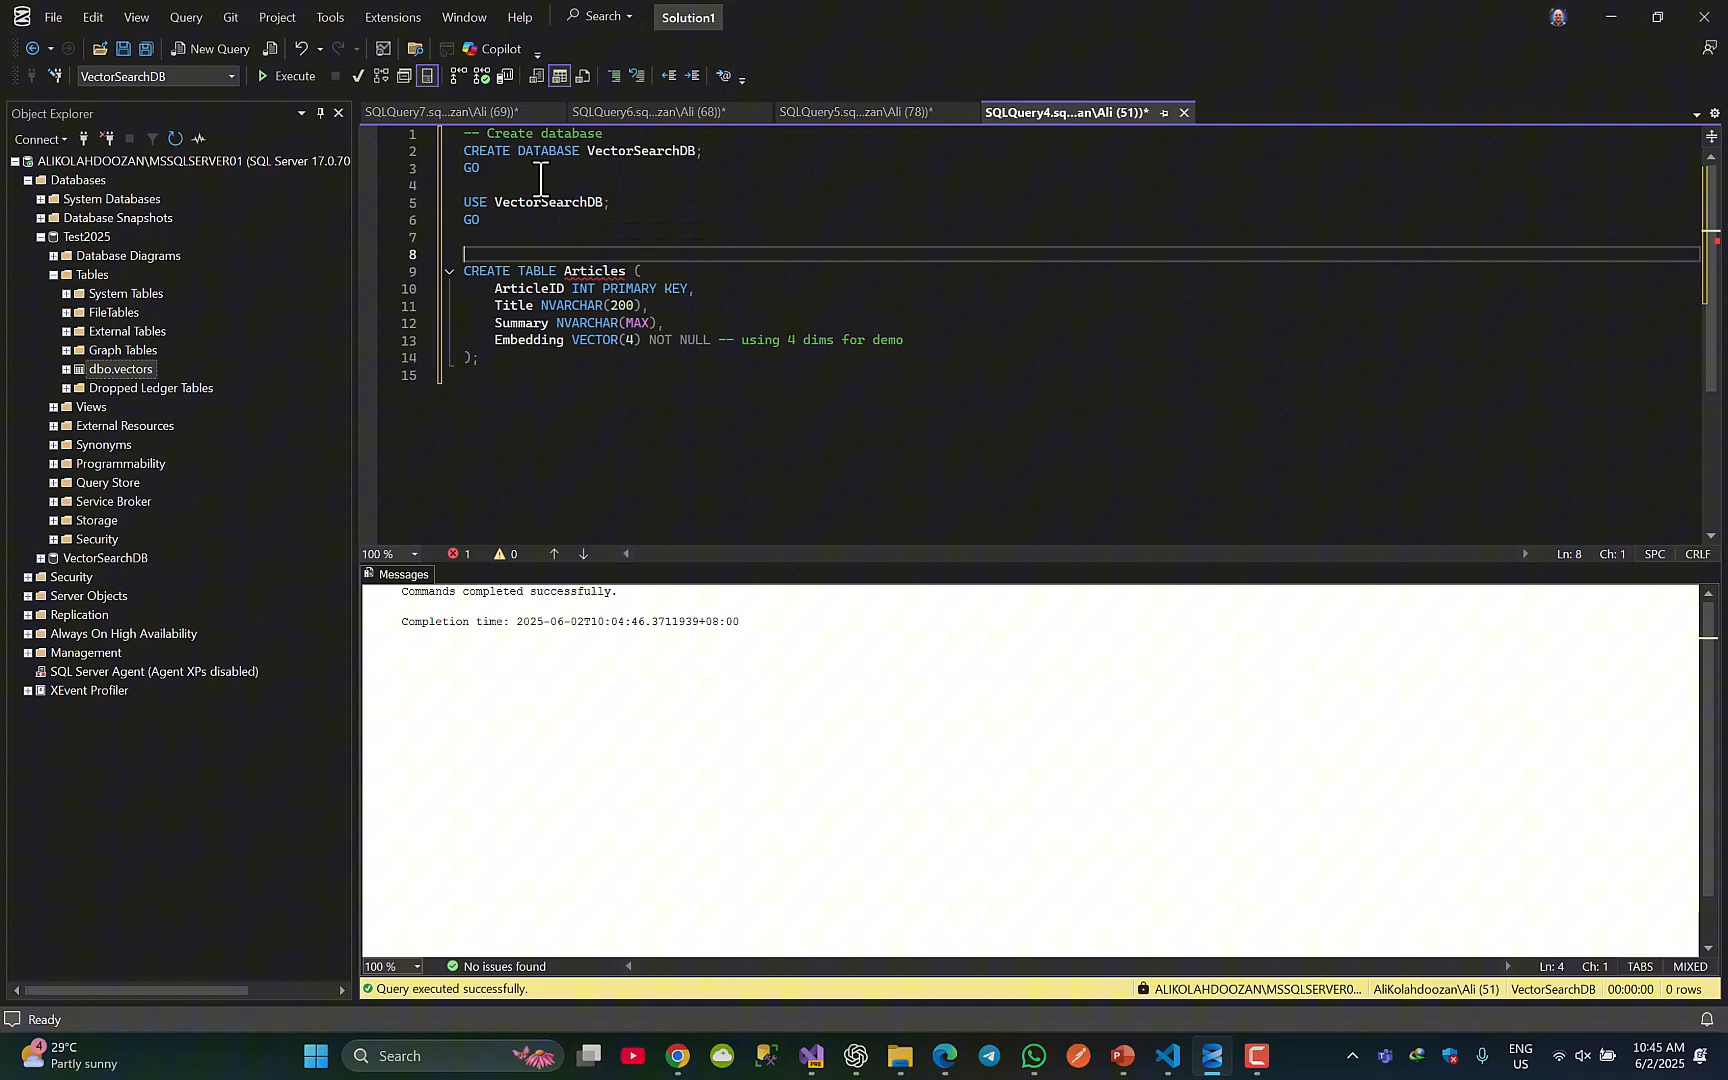 File Edit View Query Git Project Tools Extensions Window Help Search Solution1
New Query Copilot
VectorSearchDB Execute
Object Explorer
Connect
ALIKOLAHDOOZAN\MSSQLSERVER01 (SQL Server 17.0.70
Databases
System Databases
Database Snapshots
Test2025
Database Diagrams
Tables
System Tables
FileTables
External Tables
Graph Tables
dbo.vectors
Dropped Ledger Tables
Views
External Resources
Synonyms
Programmability
Query Store
Service Broker
Storage
Security
VectorSearchDB
Security
Server Objects
Replication
Always On High Availability
Management
SQL Server Agent (Agent XPs disabled)
XEvent Profiler
SQLQuery7.sq...zan\Ali (69))* SQLQuery6.sq...zan\Ali (68))* SQLQuery5.sq...zan\Ali (78))* SQLQuery4.sq...an\Ali (51))*
1 -- Create database
2 CREATE DATABASE VectorSearchDB;
3 GO
4
5 USE VectorSearchDB;
6 GO
7
8
9 CREATE TABLE Articles (
10 ArticleID INT PRIMARY KEY,
11 Title NVARCHAR(200),
12 Summary NVARCHAR(MAX),
13 Embedding VECTOR(4) NOT NULL -- using 4 dims for demo
14 );
15
100 % 1 0 Ln: 8 Ch: 1 SPC CRLF
Messages
Commands completed successfully.
Completion time: 2025-06-02T10:04:46.3711939+08:00
100 % No issues found Ln: 4 Ch: 1 TABS MIXED
Query executed successfully. ALIKOLAHDOOZAN\MSSQLSERVER0... AliKolahdoozan\Ali (51) VectorSearchDB 00:00:00 0 rows
Ready
4 29°C
Partly sunny
Search
ENG
US
10:45 AM
6/2/2025